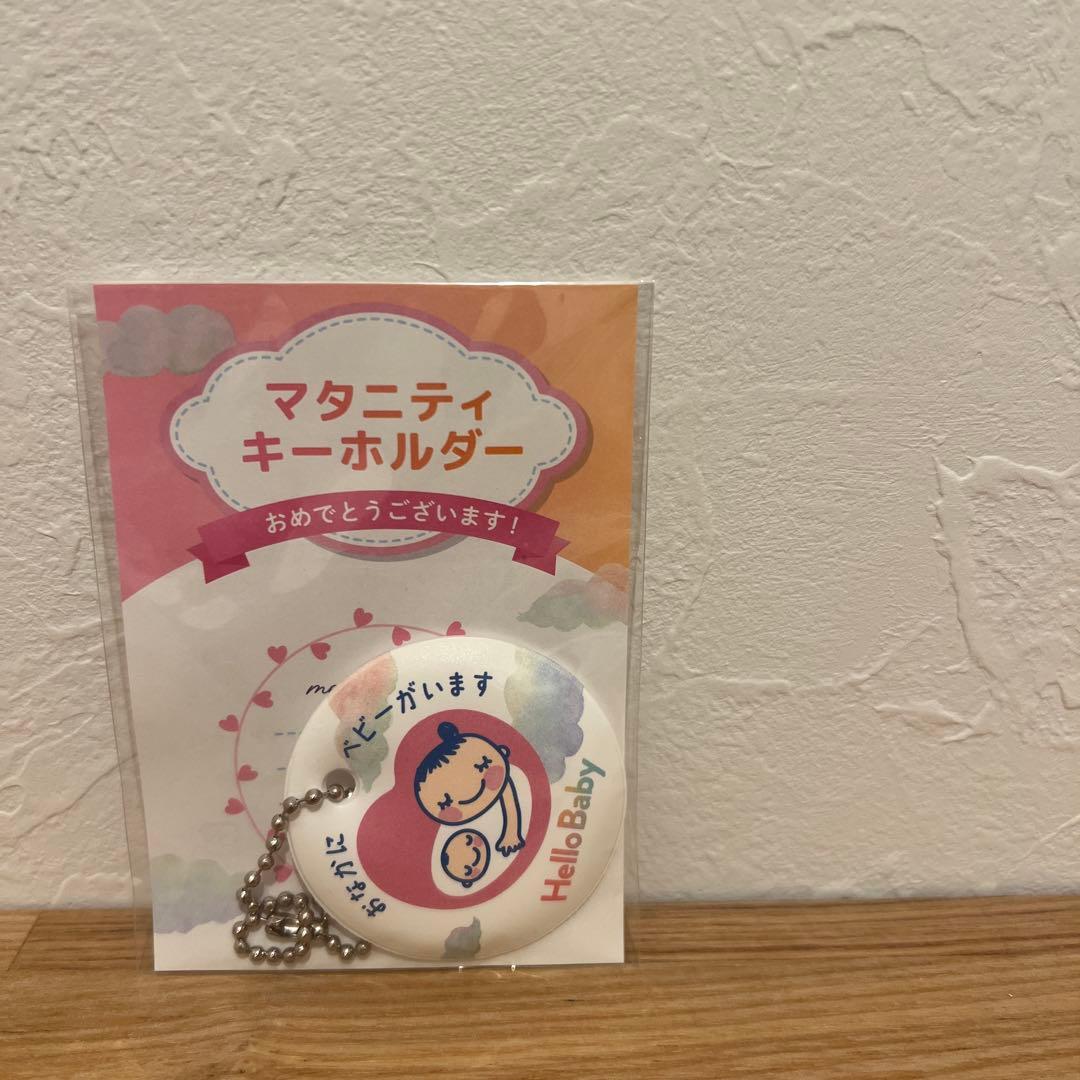 マタニティ
キーホルダー
おめでとうございます!
おなかに
ベビーがいます
HelloBaby